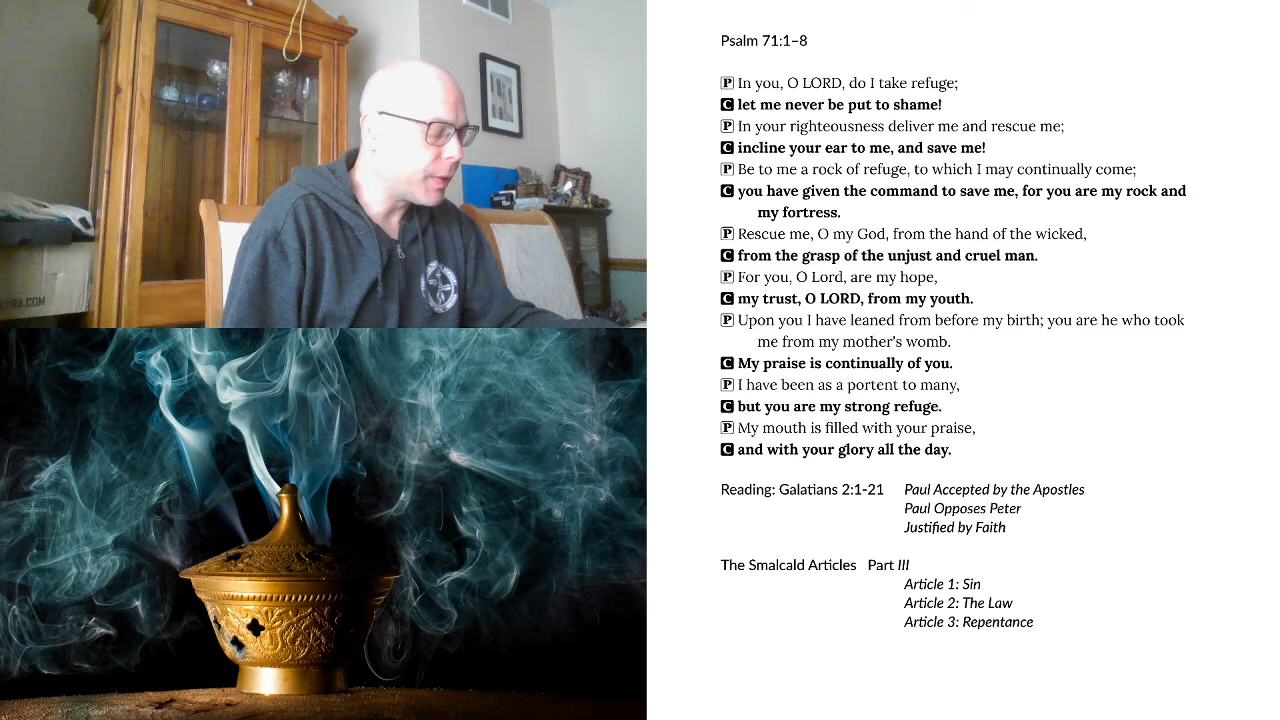 Psalm 71:1–8
P In you, O LORD, do I take refuge;
C let me never be put to shame!
P In your righteousness deliver me and rescue me;
C incline your ear to me, and save me!
P Be to me a rock of refuge, to which I may continually come;
C you have given the command to save me, for you are my rock and
my fortress.
P Rescue me, O my God, from the hand of the wicked,
C from the grasp of the unjust and cruel man.
P For you, O Lord, are my hope,
C my trust, O LORD, from my youth.
P Upon you I have leaned from before my birth; you are he who took
me from my mother's womb.
C My praise is continually of you.
P I have been as a portent to many,
C but you are my strong refuge.
P My mouth is filled with your praise,
C and with your glory all the day.
Reading: Galatians 2:1-21 Paul Accepted by the Apostles
Paul Opposes Peter
Justified by Faith
The Smalcald Articles Part III
Article 1: Sin
Article 2: The Law
Article 3: Repentance